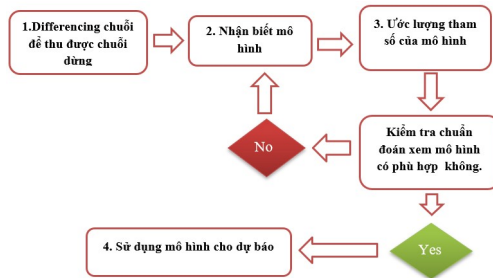 1.Differencing chuỗi
để thu được chuỗi
dừng
2. Nhận biết mô
hình
3. Ước lượng tham
số của mô hình
Kiểm tra chuẩn
đoán xem mô hình
có phù hợp không.
No
Yes
4. Sử dụng mô hình cho dự báo